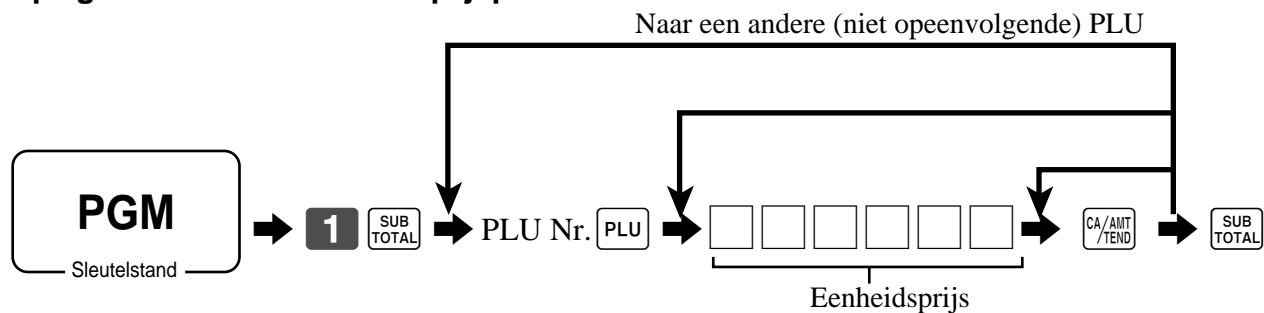 Naar een andere (niet opeenvolgende) PLU
PGM
Sleutelstand
1 SUB TOTAL PLU Nr. PLU CA/AMT /TEND SUB TOTAL
Eenheidsprijs